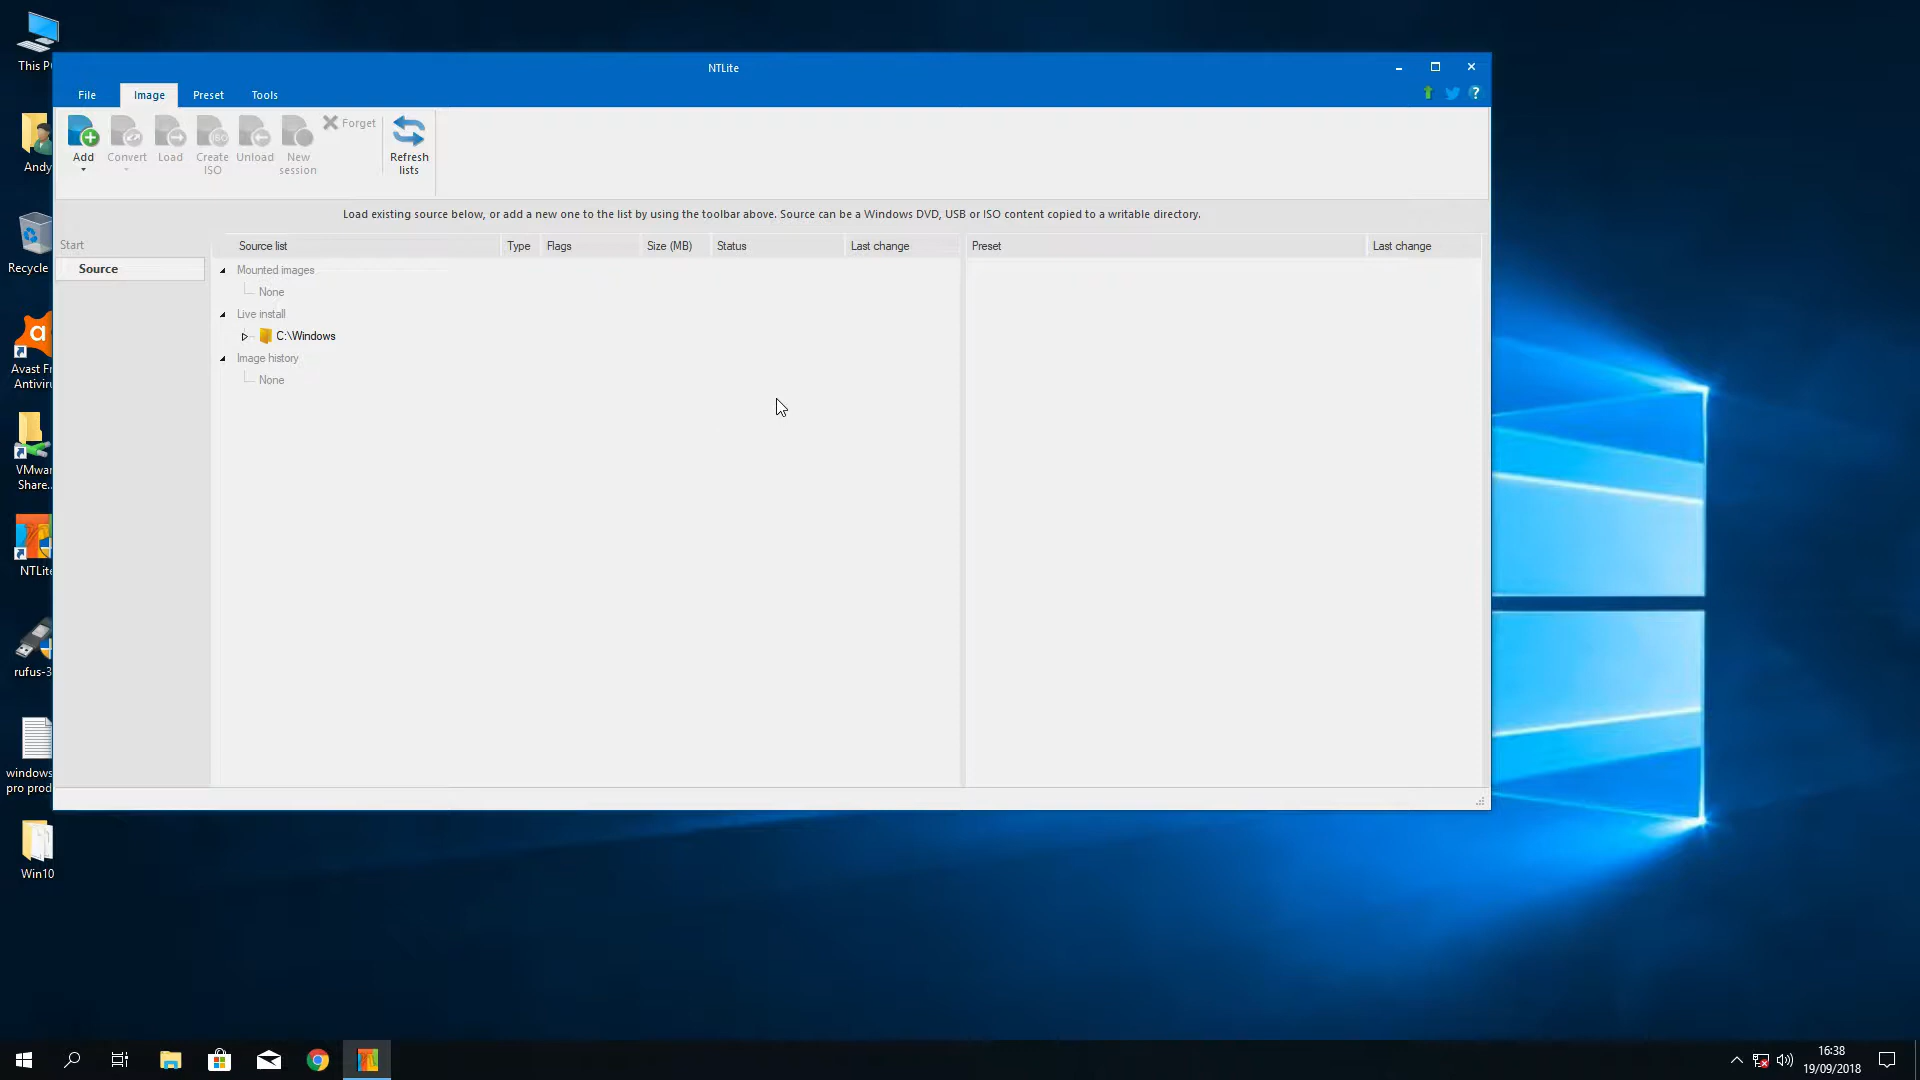 This P
Andy
Recycle
Avast Fr
Antiviru
VMwar
Share..
NTLite
rufus-3
windows
pro prod
Win10
NTLite
File
Image
Preset
Tools
Add
Convert
Load
Create
ISO
Unload
New
session
Forget
Refresh
lists
Load existing source below, or add a new one to the list by using the toolbar above. Source can be a Windows DVD, USB or ISO content copied to a writable directory.
Start
Source
Source list
Type
Flags
Size (MB)
Status
Last change
Preset
Last change
Mounted images
None
Live install
C:\Windows
Image history
None
16:38
19/09/2018